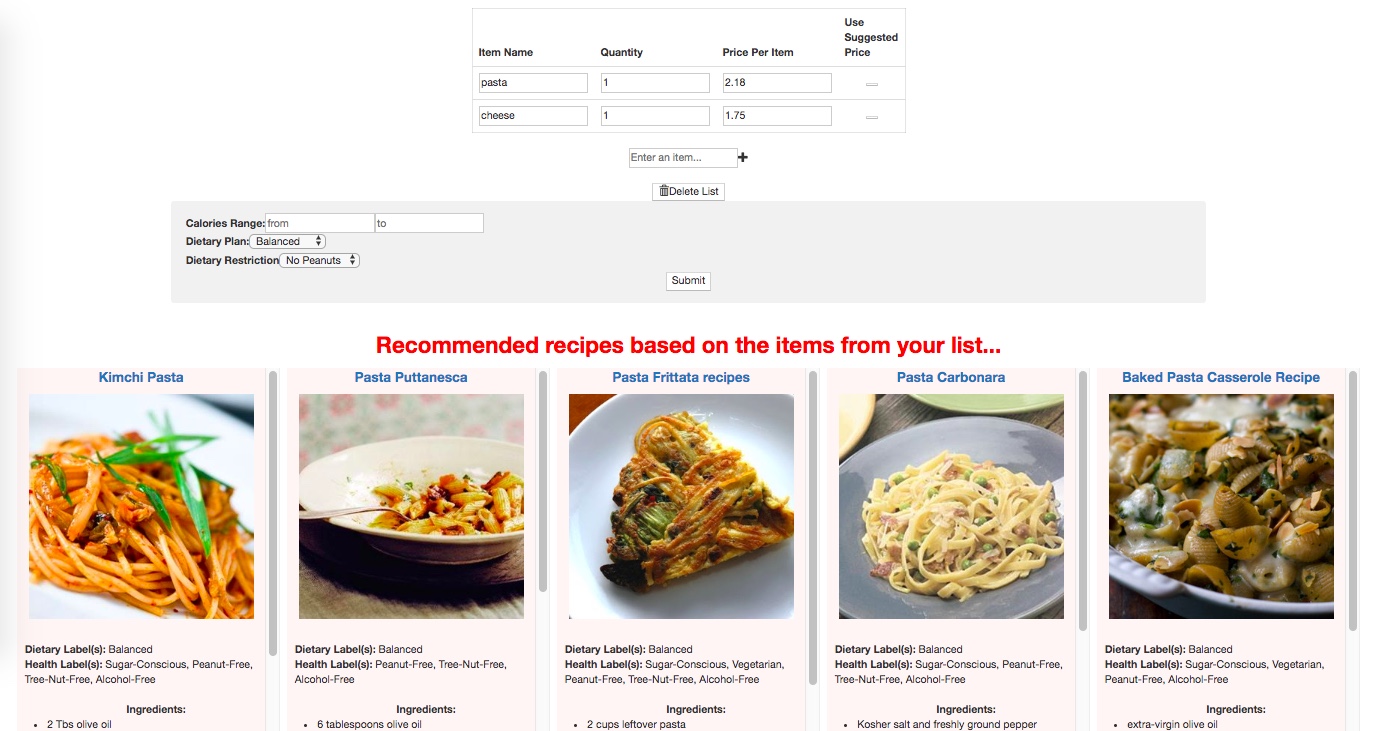 Use
Suggested
Item Name Quantity Price Per Item Price
pasta 1 2.18
cheese 1 1.75
Enter an item...
Delete List
Calories Range: from to
Dietary Plan: Balanced
Dietary Restriction No Peanuts
Submit
Recommended recipes based on the items from your list...
Kimchi Pasta
Dietary Label(s): Balanced
Health Label(s): Sugar-Conscious, Peanut-Free,
Tree-Nut-Free, Alcohol-Free
Ingredients:
• 2 Tbs olive oil
Pasta Puttanesca
Dietary Label(s): Balanced
Health Label(s): Peanut-Free, Tree-Nut-Free,
Alcohol-Free
Ingredients:
• 6 tablespoons olive oil
Pasta Frittata recipes
Dietary Label(s): Balanced
Health Label(s): Sugar-Conscious, Vegetarian,
Peanut-Free, Tree-Nut-Free, Alcohol-Free
Ingredients:
• 2 cups leftover pasta
Pasta Carbonara
Dietary Label(s): Balanced
Health Label(s): Sugar-Conscious, Peanut-Free,
Tree-Nut-Free, Alcohol-Free
Ingredients:
• Kosher salt and freshly ground pepper
Baked Pasta Casserole Recipe
Dietary Label(s): Balanced
Health Label(s): Sugar-Conscious, Vegetarian,
Peanut-Free, Alcohol-Free
Ingredients:
• extra-virgin olive oil